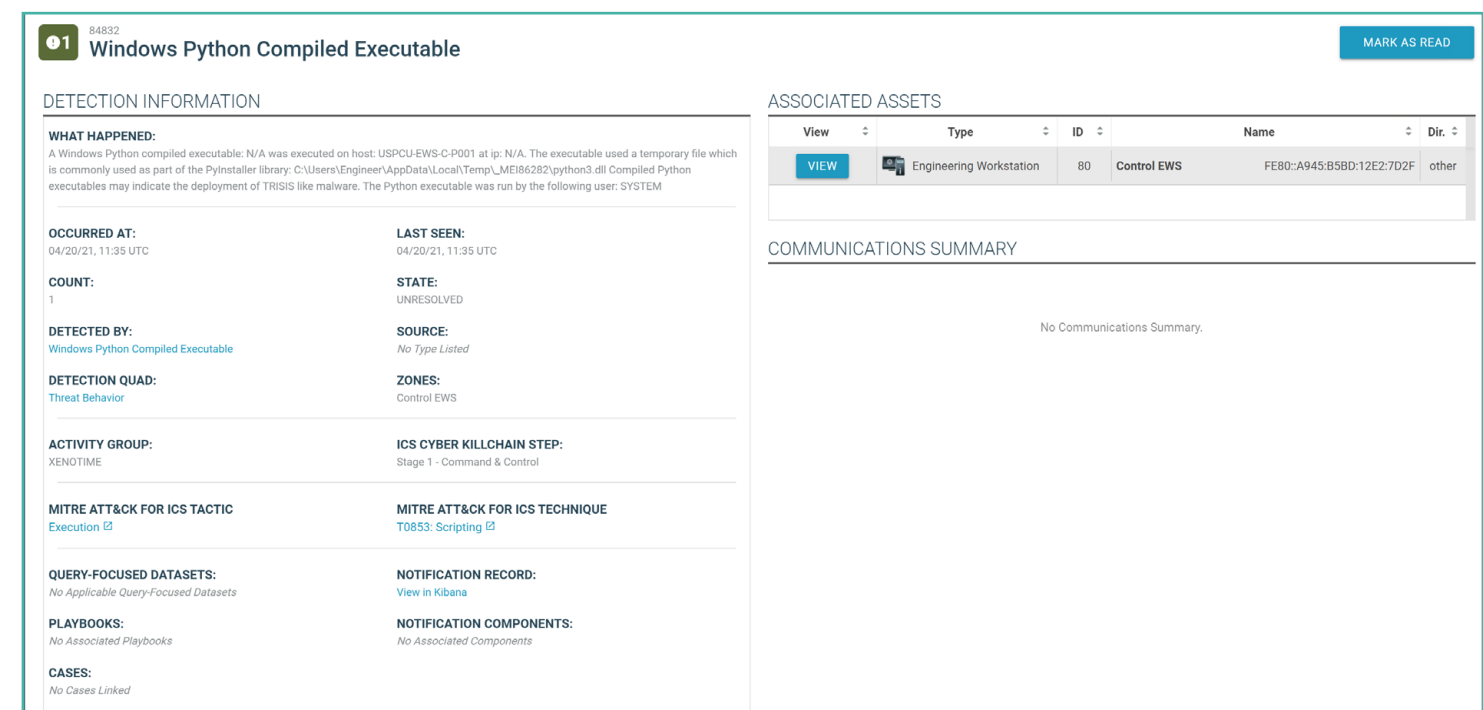 84832
1 Windows Python Compiled Executable
MARK AS READ
DETECTION INFORMATION
WHAT HAPPENED:
A Windows Python compiled executable: N/A was executed on host: USPCU-EWS-C-P001 at ip: N/A. The executable used a temporary file which
is commonly used as part of the PyInstaller library: C:\Users\Engineer\AppData\Local\Temp\_MEI86282\python3.dll Compiled Python
executables may indicate the deployment of TRISIS like malware. The Python executable was run by the following user: SYSTEM
OCCURRED AT: LAST SEEN:
04/20/21, 11:35 UTC 04/20/21, 11:35 UTC
COUNT: STATE:
1 UNRESOLVED
DETECTED BY: SOURCE:
Windows Python Compiled Executable No Type Listed
DETECTION QUAD: ZONES:
Threat Behavior Control EWS
ACTIVITY GROUP: ICS CYBER KILLCHAIN STEP:
XENOTIME Stage 1 - Command & Control
MITRE ATT&CK FOR ICS TACTIC MITRE ATT&CK FOR ICS TECHNIQUE
Execution T0853: Scripting
QUERY-FOCUSED DATASETS: NOTIFICATION RECORD:
No Applicable Query-Focused Datasets View in Kibana
PLAYBOOKS: NOTIFICATION COMPONENTS:
No Associated Playbooks No Associated Components
CASES:
No Cases Linked
ASSOCIATED ASSETS
View Type ID Name Dir.
VIEW Engineering Workstation 80 Control EWS FE80::A945:B5BD:12E2:7D2F other
COMMUNICATIONS SUMMARY
No Communications Summary.